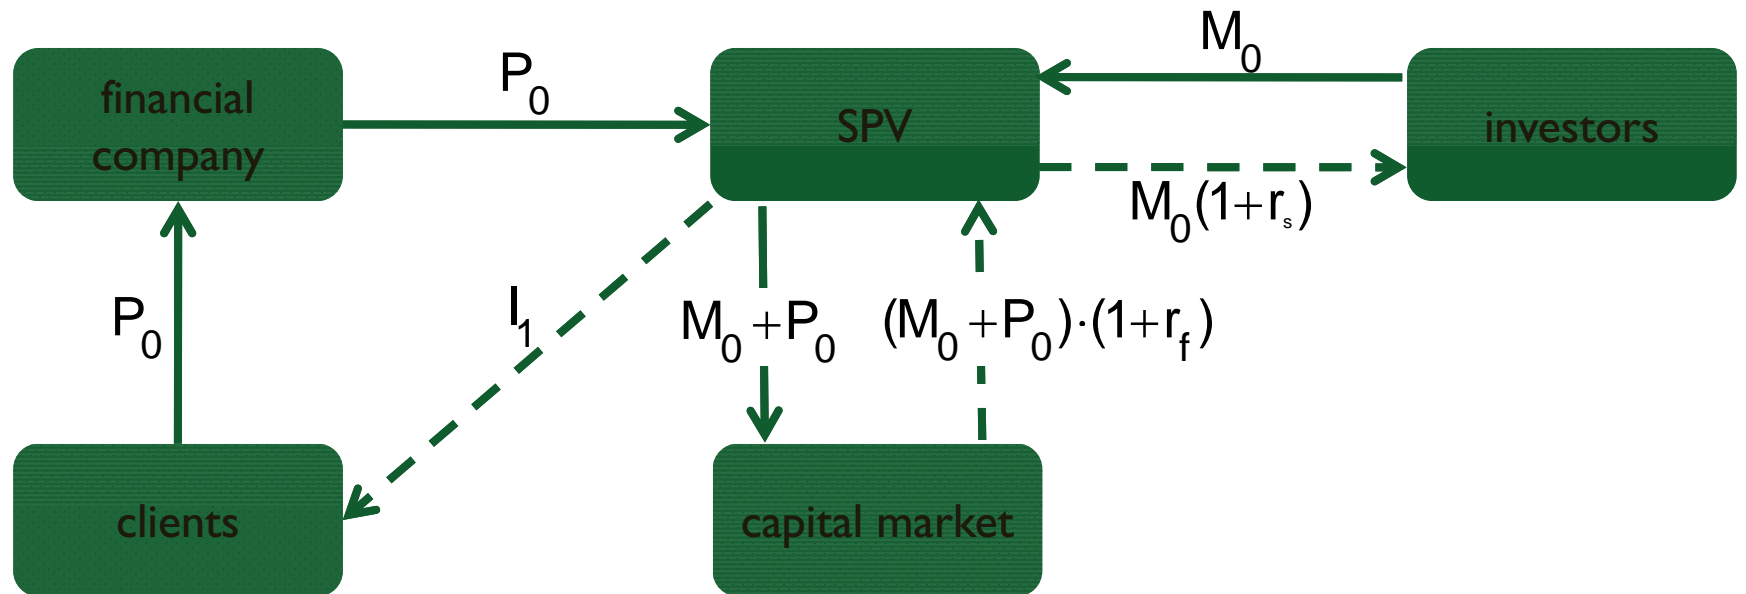 financial
company
P₀
SPV
M₀
investors
M₀(1+rₛ)
P₀
I₁
M₀+P₀
(M₀+P₀)·(1+r_f)
clients
capital market